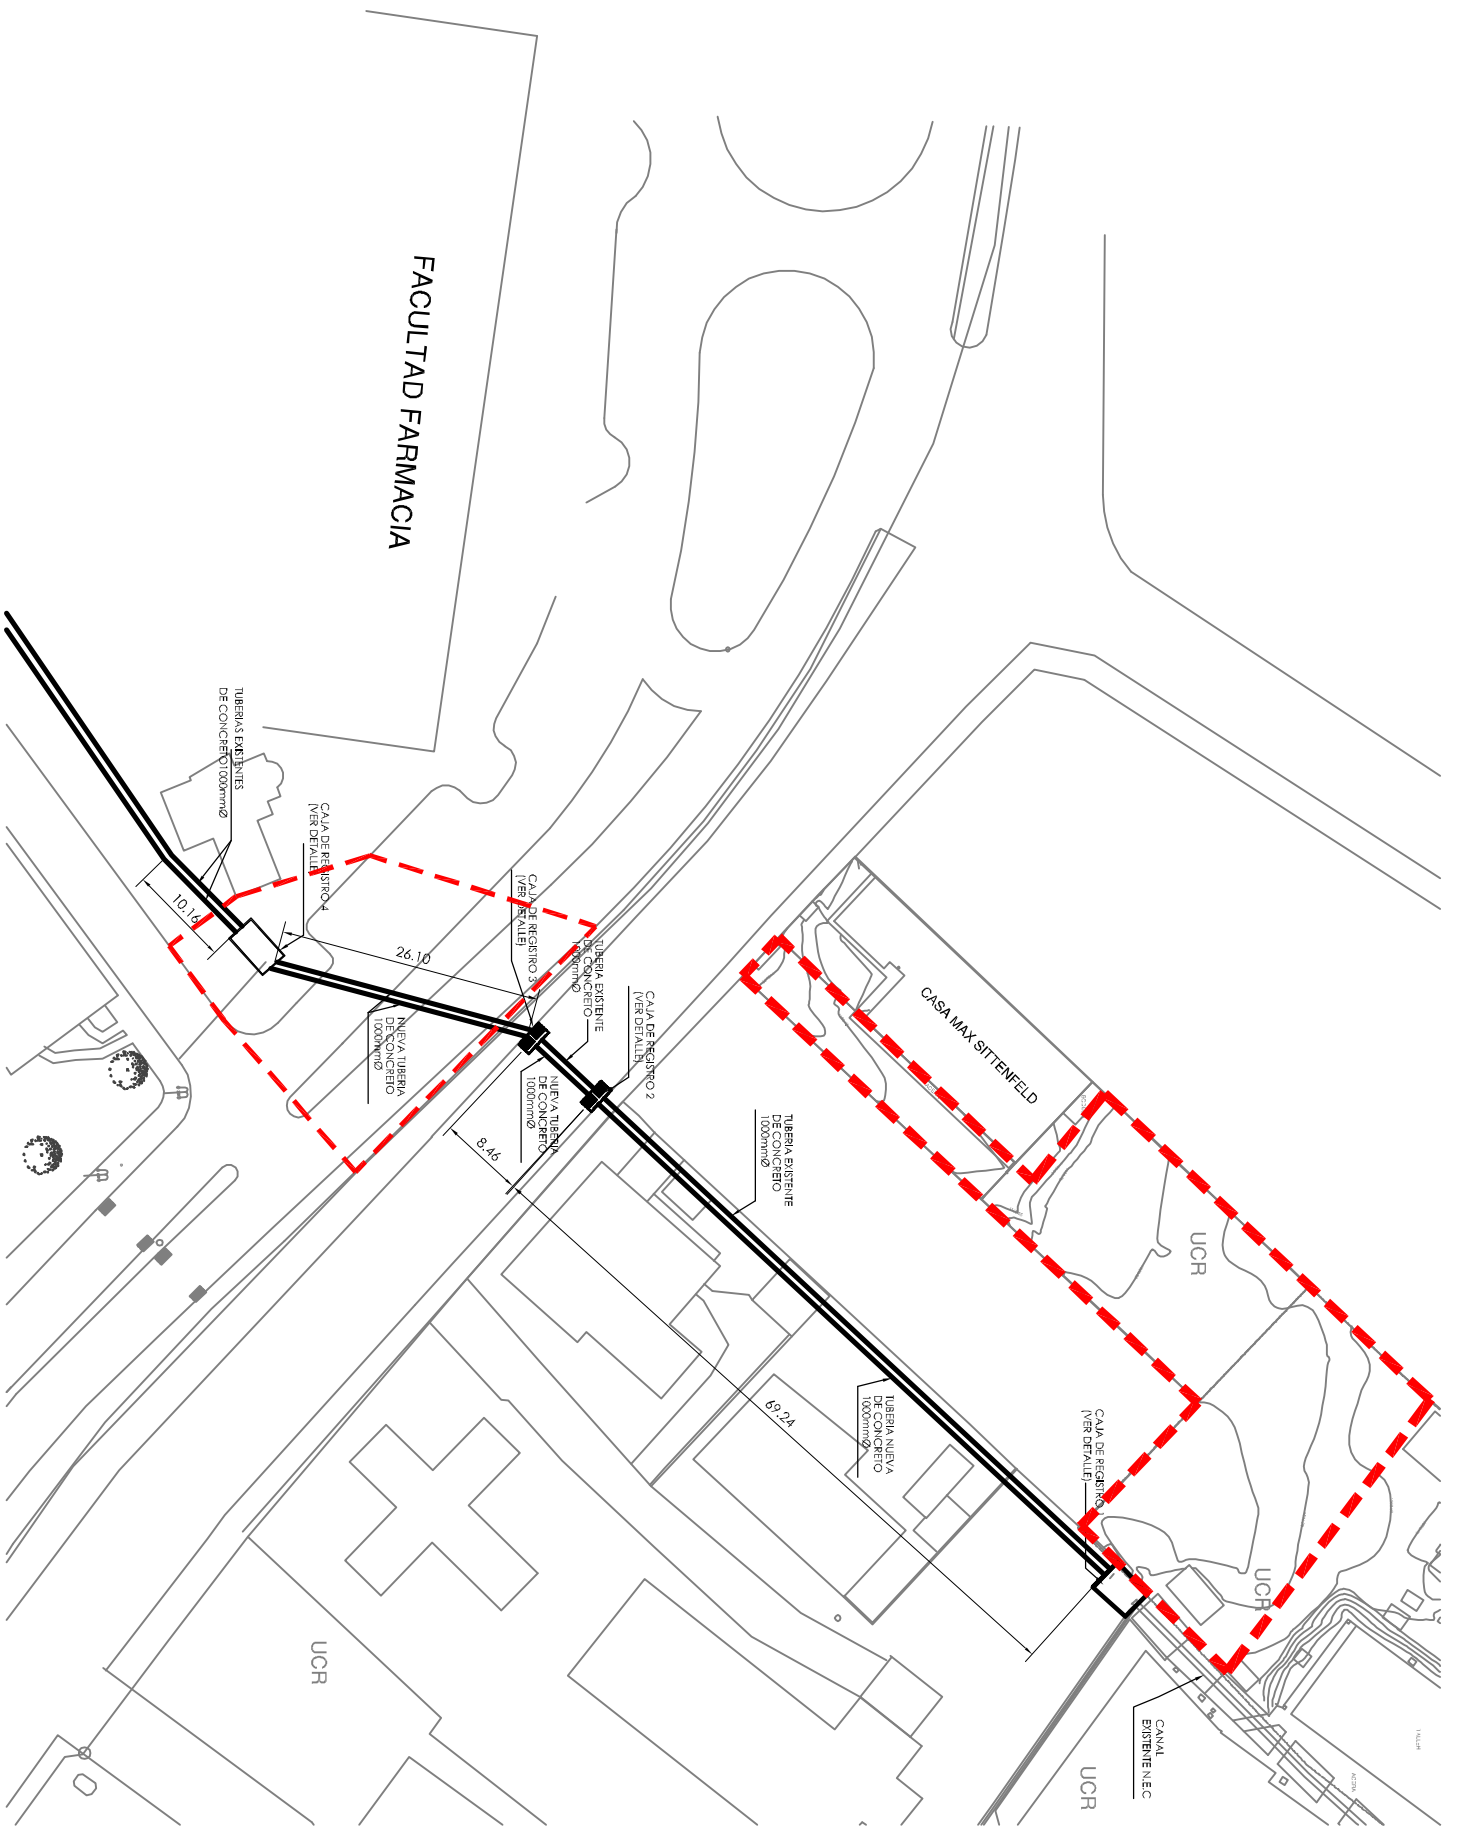 FACULTAD FARMACIA
TUBERIAS EXISTENTES
DE CONCRETO 1000mmØ
CAJA DE REGISTRO 4
(VER DETALLE)
10.16
26.10
CAJA DE REGISTRO 3
(VER DETALLE)
TUBERIA EXISTENTE
DE CONCRETO
1000mmØ
CAJA DE REGISTRO 2
(VER DETALLE)
NUEVA TUBERIA
DE CONCRETO
1000mmØ
NUEVA TUBERIA
DE CONCRETO
1000mmØ
8.46
TUBERIA EXISTENTE
DE CONCRETO
1000mmØ
CASA MAX SITTENFELD
UCR
69.24
TUBERIA NUEVA
DE CONCRETO
1000mmØ
CAJA DE REGISTRO
(VER DETALLE)
UCR
UCR
CANAL
EXISTENTE N.E.C
UCR
TALLER
ACERA